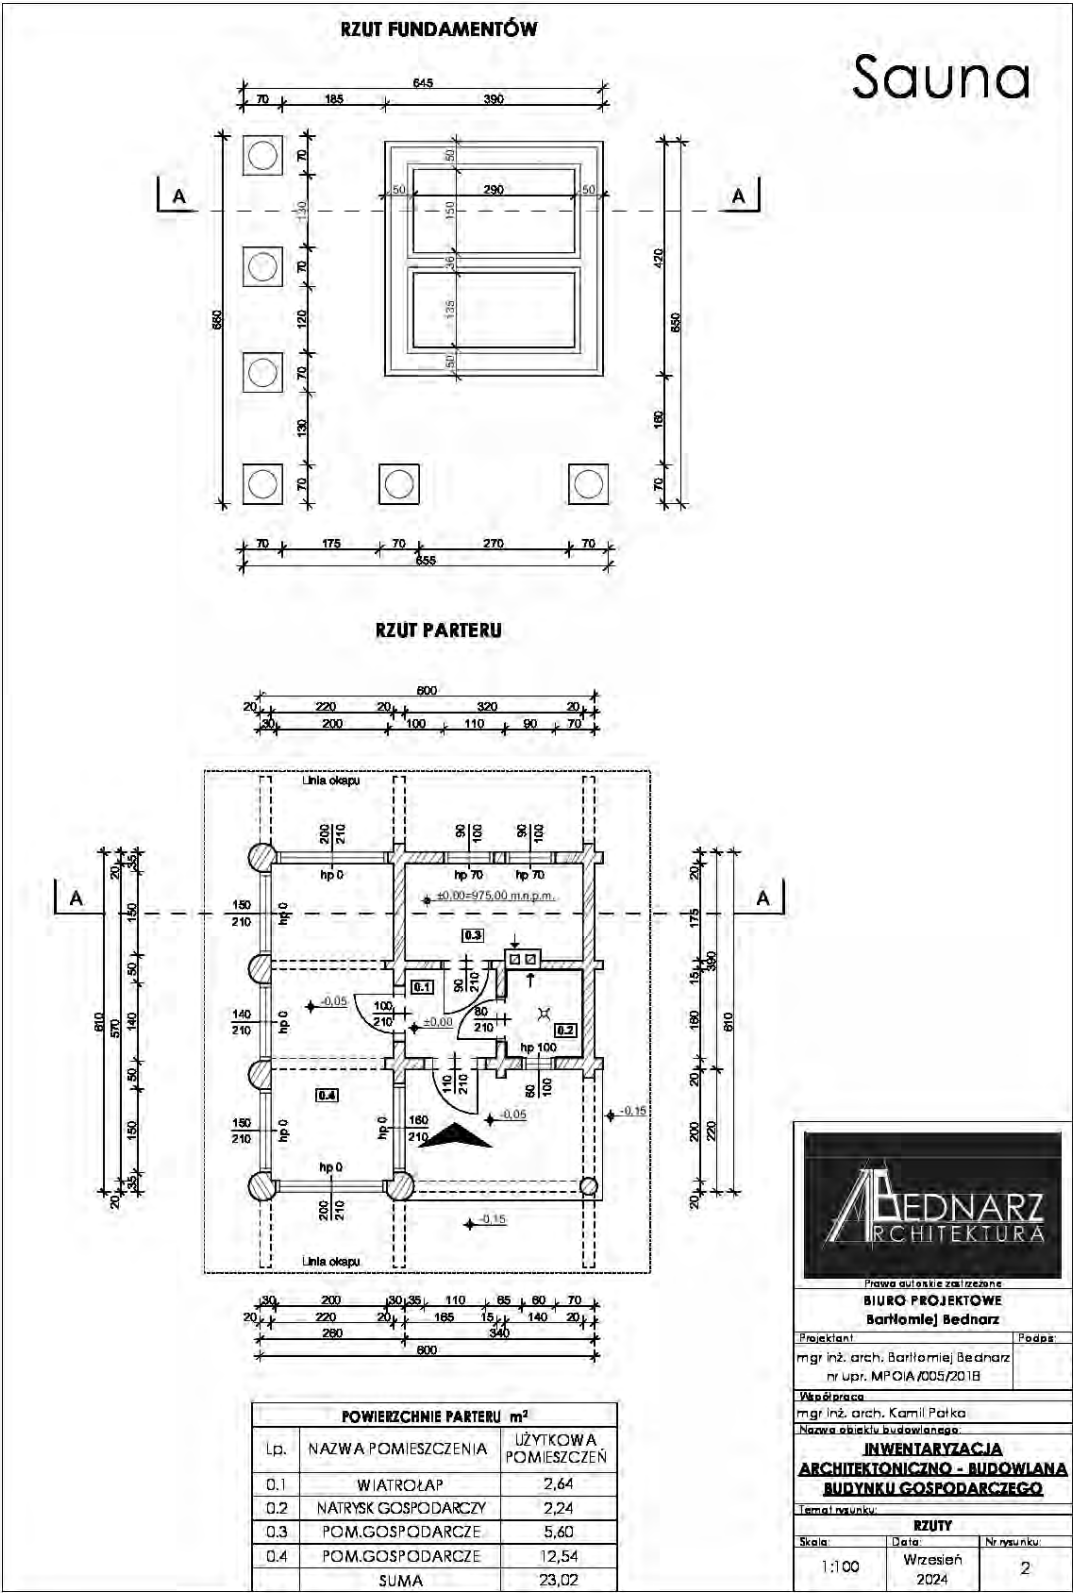 RZUT FUNDAMENTÓW
Sauna
645
70 185 390
70
50
A
50 290 50
A
130
150
70
36
420
660
120
135
650
70
50
130
160
70
70
70 175 70 270 70
655
RZUT PARTERU
600
20 220 20 320 20
30 200 100 110 90 70
Linia okapu
200 210
90 100
90 100
hp 0
hp 70
hp 70
35
20
20
A
150 210
hp 0
±0,00=975,00 m.n.p.m.
A
150
175
0.3
50
15
390
0.1
90 210
-0,05
100 210
±0,00
80 210
140 210
hp 0
0.2
610
570
140
160
610
hp 100
50
20
110 210
60 100
0.4
-0,05
-0,15
150 210
hp 0
hp 0
160 210
150
200
220
hp 0
35
20
20
200 210
-0,15
Linia okapu
30 200 30 35 110 65 60 70
20 220 20 165 15 140 20
260 340
600
POWIERZCHNIE PARTERU m²
Lp. NAZWA POMIESZCZENIA UŻYTKOWA POMIESZCZEŃ
0.1 WIATROŁAP 2,64
0.2 NATRYSK GOSPODARCZY 2,24
0.3 POM.GOSPODARCZE 5,60
0.4 POM.GOSPODARCZE 12,54
SUMA 23,02
BEDNARZ
ARCHITEKTURA
Prawa autorskie zastrzeżone
BIURO PROJEKTOWE
Bartłomiej Bednarz
Projektant Podpis:
mgr inż. arch. Bartłomiej Bednarz
nr upr. MPOIA/005/2018
Współpraca
mgr inż. arch. Kamil Pałka
Nazwa obiektu budowlanego:
INWENTARYZACJA
ARCHITEKTONICZNO - BUDOWLANA
BUDYNKU GOSPODARCZEGO
Temat rysunku:
RZUTY
Skala: Data: Nr rysunku:
1:100 Wrzesień 2024 2